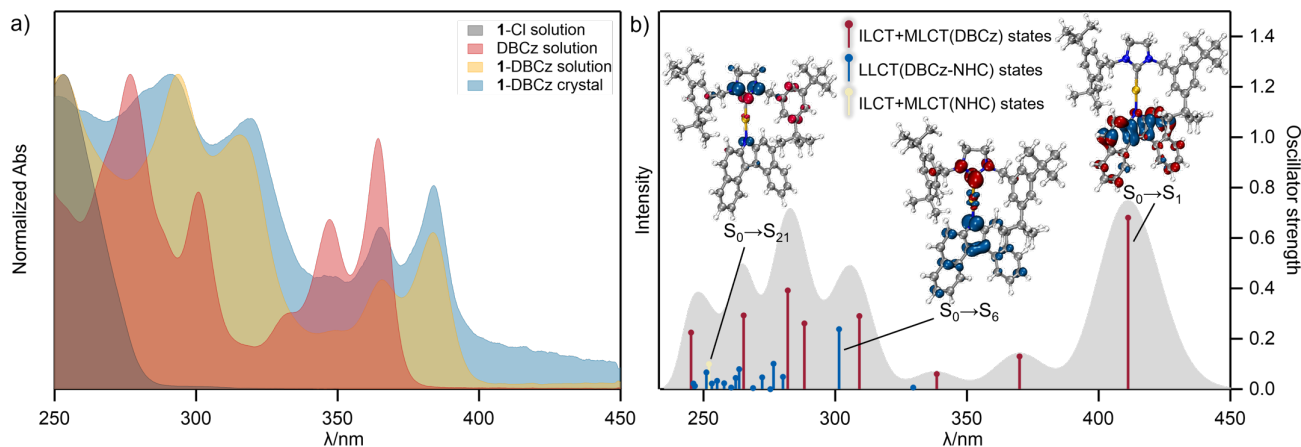 a)
1-Cl solution
DBCz solution
1-DBCz solution
1-DBCz crystal
Normalized Abs
250 300 350 400 450
λ/nm
b)
ILCT+MLCT(DBCz) states
LLCT(DBCz-NHC) states
ILCT+MLCT(NHC) states
S₀→S₂₁
S₀→S₆
S₀→S₁
Intensity
1.4
1.2
1.0
0.8
0.6
0.4
0.2
0.0
Oscillator strength
250 300 350 400 450
λ/nm